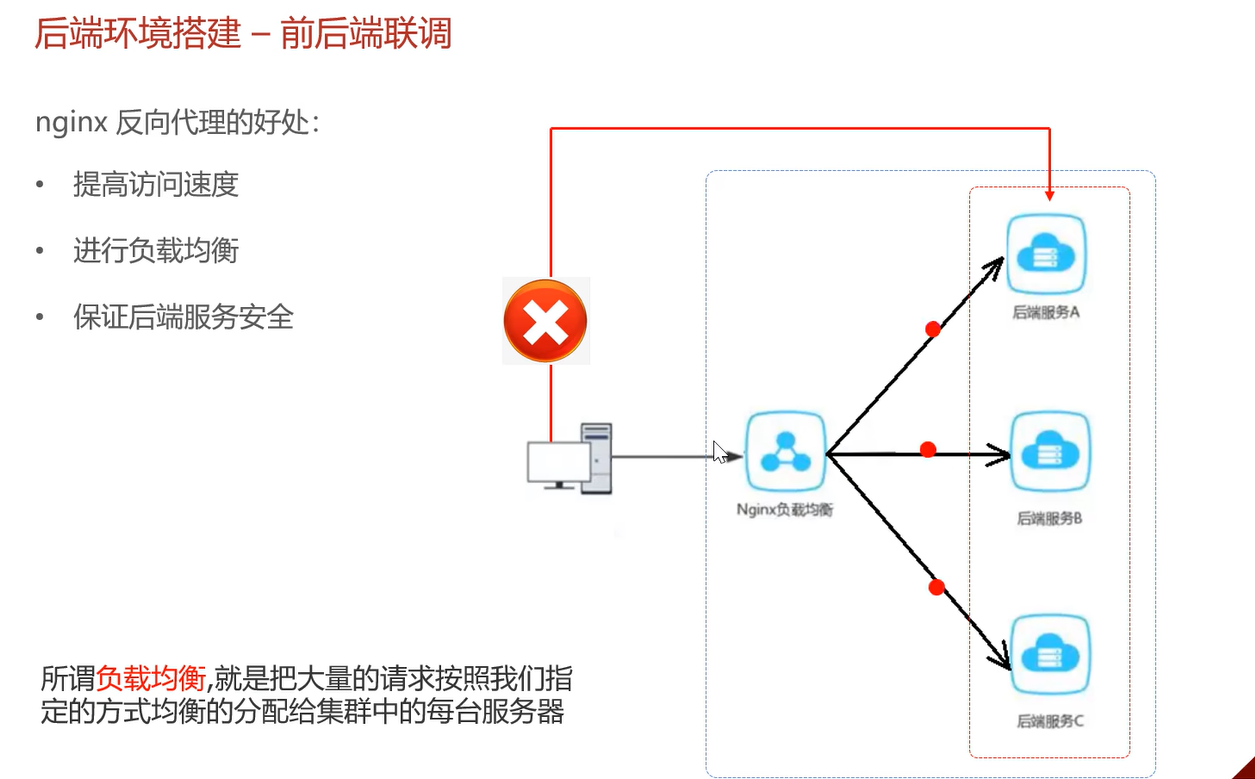 后端环境搭建 – 前后端联调
nginx 反向代理的好处：
• 提高访问速度
• 进行负载均衡
• 保证后端服务安全
后端服务A
Nginx负载均衡
后端服务B
后端服务C
所谓负载均衡,就是把大量的请求按照我们指
定的方式均衡的分配给集群中的每台服务器